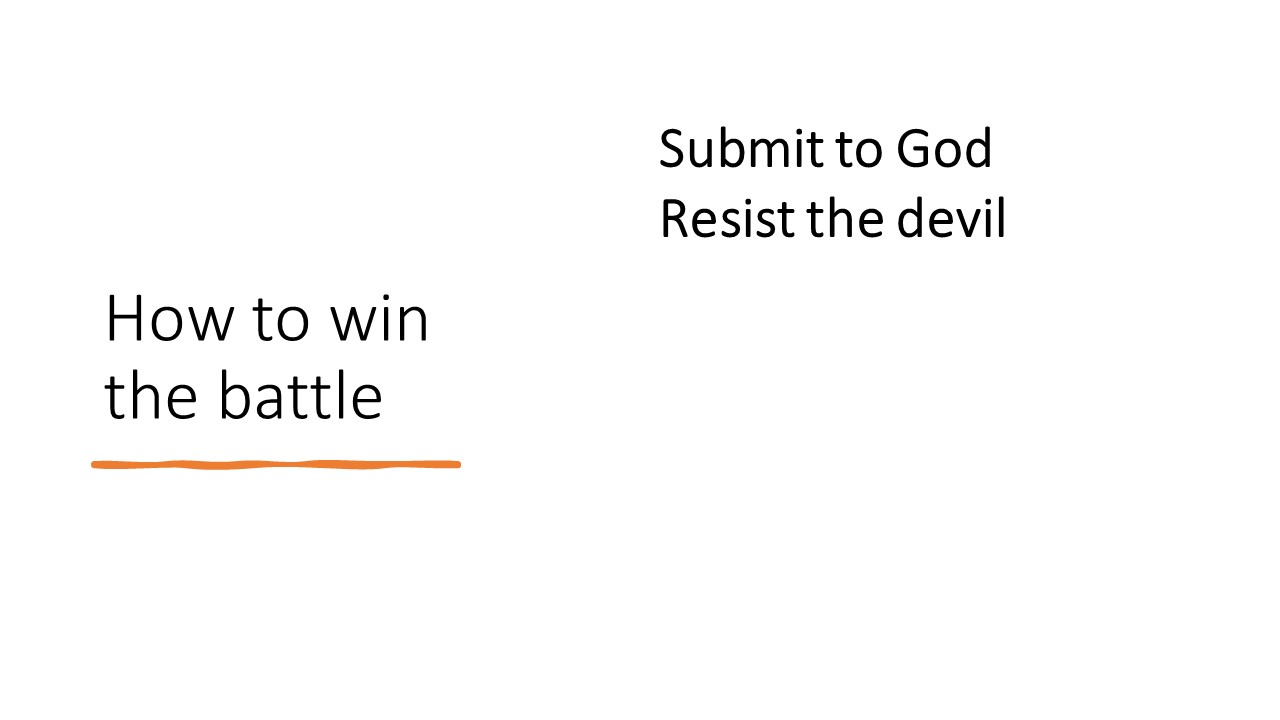 How to win
the battle
Submit to God
Resist the devil